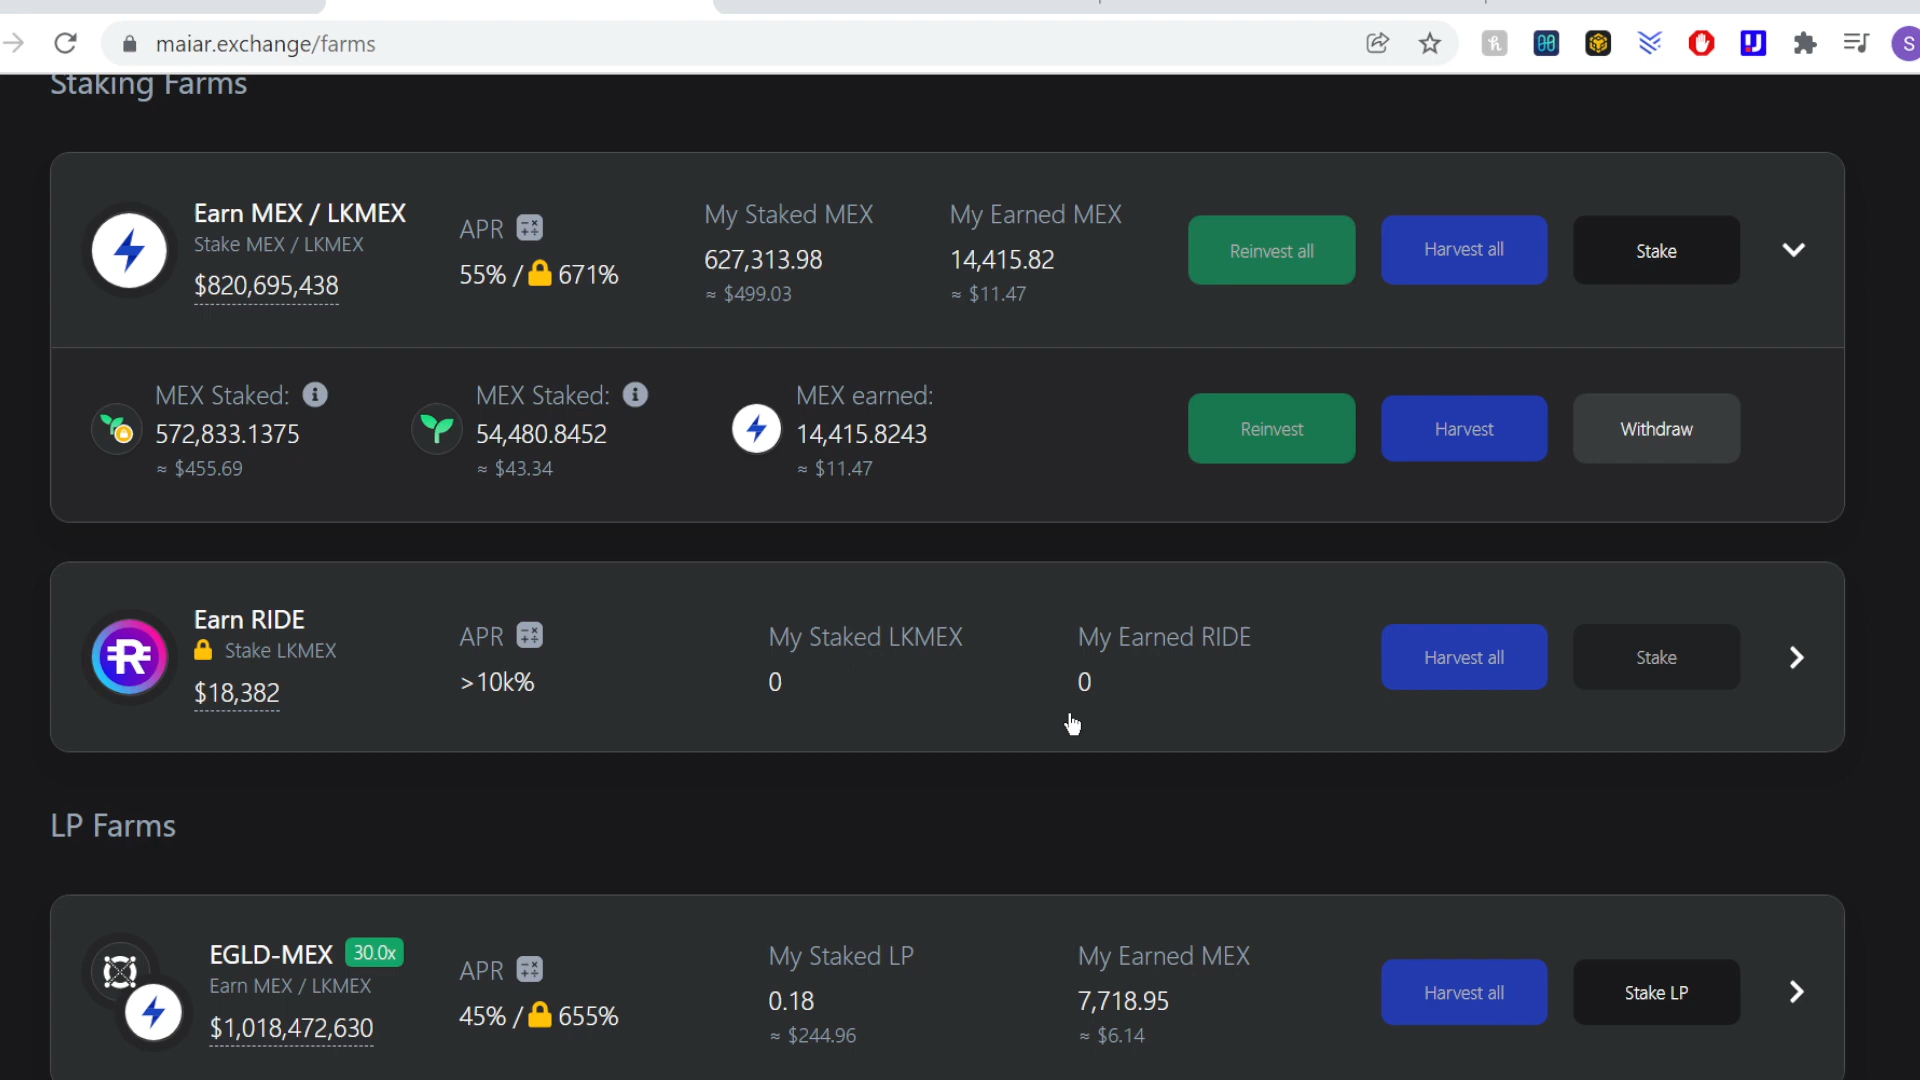 maiar.exchange/farms
S
Staking Farms
Earn MEX / LKMEX
Stake MEX / LKMEX
$820,695,438
APR
55% / 671%
My Staked MEX
627,313.98
≈ $499.03
My Earned MEX
14,415.82
≈ $11.47
Reinvest all
Harvest all
Stake
MEX Staked:
572,833.1375
≈ $455.69
MEX Staked:
54,480.8452
≈ $43.34
MEX earned:
14,415.8243
≈ $11.47
Reinvest
Harvest
Withdraw
Earn RIDE
Stake LKMEX
$18,382
APR
>10k%
My Staked LKMEX
0
My Earned RIDE
0
Harvest all
Stake
LP Farms
EGLD-MEX 30.0x
Earn MEX / LKMEX
$1,018,472,630
APR
45% / 655%
My Staked LP
0.18
≈ $244.96
My Earned MEX
7,718.95
≈ $6.14
Harvest all
Stake LP